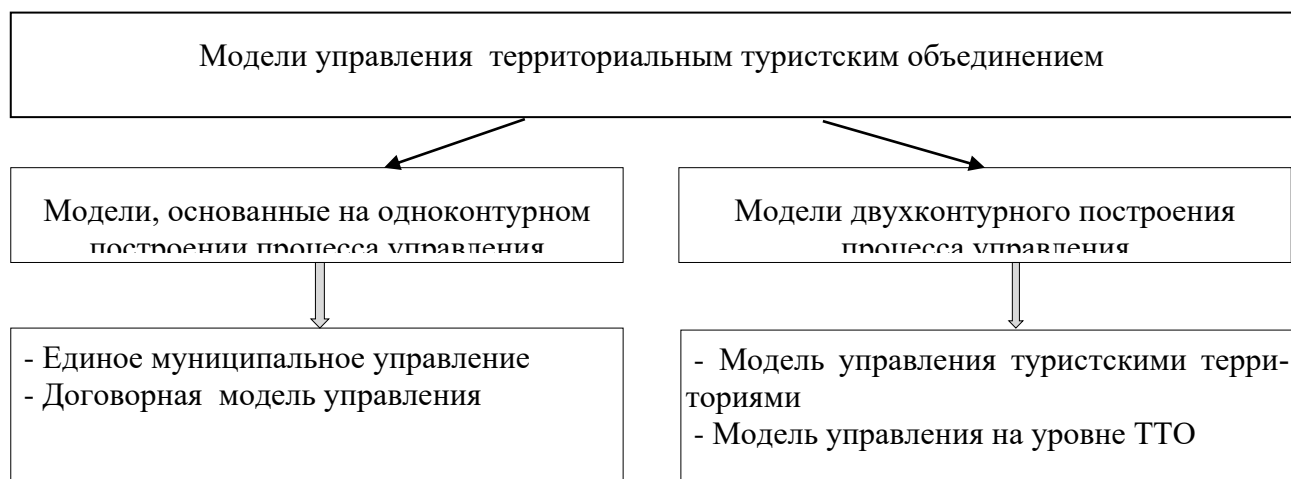 Модели управления территориальным туристским объединением
Модели, основанные на одноконтурном
построении процесса управления
Модели двухконтурного построения
процесса управления
- Единое муниципальное управление
- Договорная модель управления
- Модель управления туристскими терри-
ториями
- Модель управления на уровне ТТО